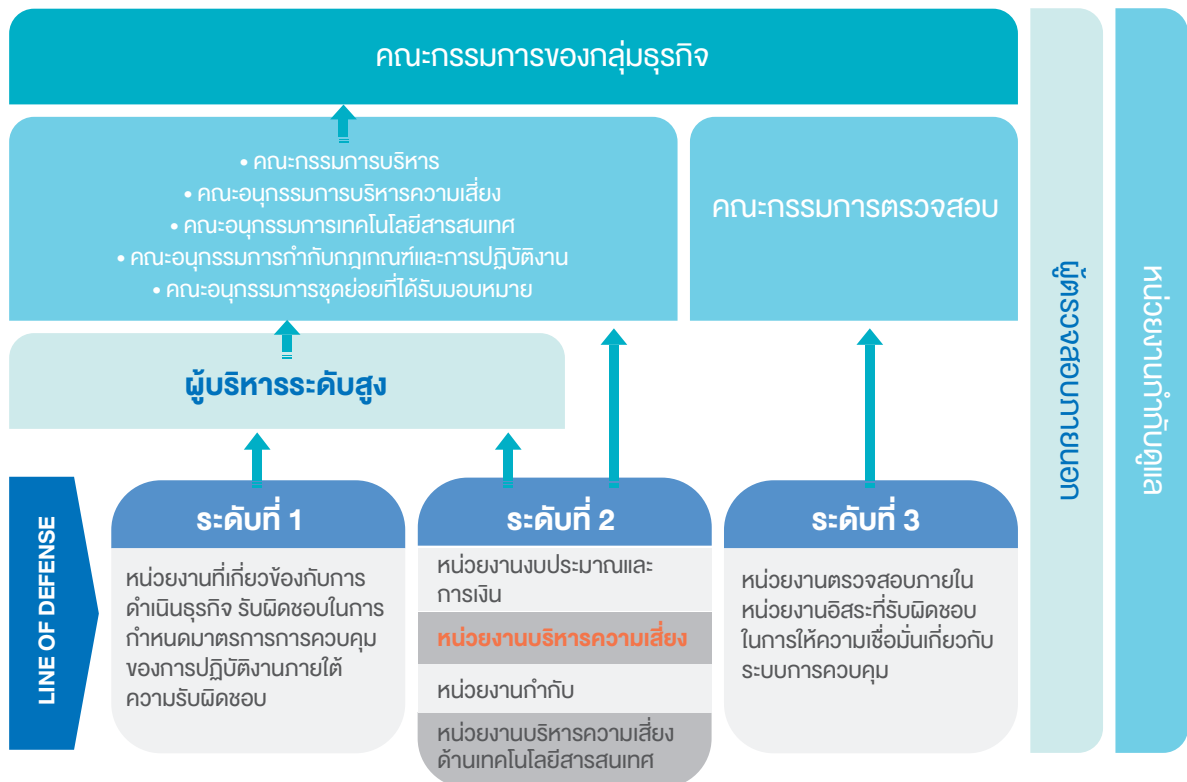 คณะกรรมการของกลุ่มธุรกิจ
• คณะกรรมการบริหาร
• คณะอนุกรรมการบริหารความเสี่ยง
• คณะอนุกรรมการเทคโนโลยีสารสนเทศ
• คณะอนุกรรมการกำกับกฎเกณฑ์และการปฏิบัติงาน
• คณะอนุกรรมการชุดย่อยที่ได้รับมอบหมาย
คณะกรรมการตรวจสอบ
ผู้บริหารระดับสูง
LINE OF DEFENSE
ระดับที่ 1
หน่วยงานที่เกี่ยวข้องกับการ
ดำเนินธุรกิจ รับผิดชอบในการ
กำหนดมาตรการการควบคุม
ของการปฏิบัติงานภายใต้
ความรับผิดชอบ
ระดับที่ 2
หน่วยงานงบประมาณและ
การเงิน
หน่วยงานบริหารความเสี่ยง
หน่วยงานกำกับ
หน่วยงานบริหารความเสี่ยง
ด้านเทคโนโลยีสารสนเทศ
ระดับที่ 3
หน่วยงานตรวจสอบภายใน
หน่วยงานอิสระที่รับผิดชอบ
ในการให้ความเชื่อมั่นเกี่ยวกับ
ระบบการควบคุม
ผู้ตรวจสอบภายนอก
หน่วยงานกำกับดูแล